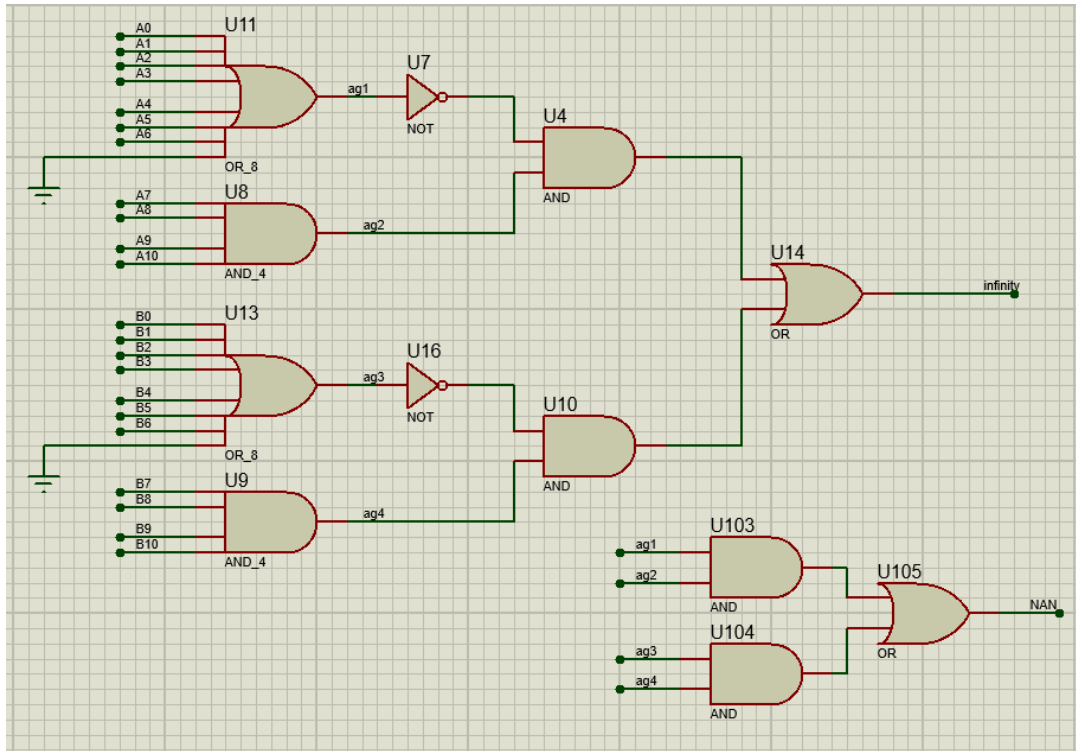 A0
U11
A1
A2
A3
U7
ag1
A4
A5
A6
NOT
U4
OR_8
AND
U8
A7
A8
ag2
A9
A10
AND_4
U14
infinity
OR
B0
U13
B1
B2
B3
U16
ag3
B4
B5
B6
NOT
U10
OR_8
AND
U9
B7
B8
ag4
B9
B10
AND_4
U103
ag1
ag2
AND
U105
NAN
OR
U104
ag3
ag4
AND